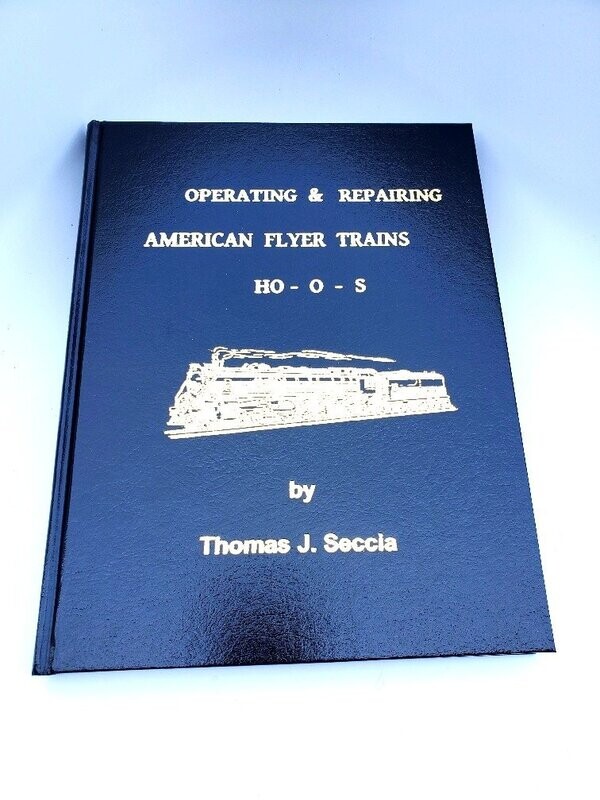 OPERATING & REPAIRING
AMERICAN FLYER TRAINS
HO - O - S
by
Thomas J. Seccia